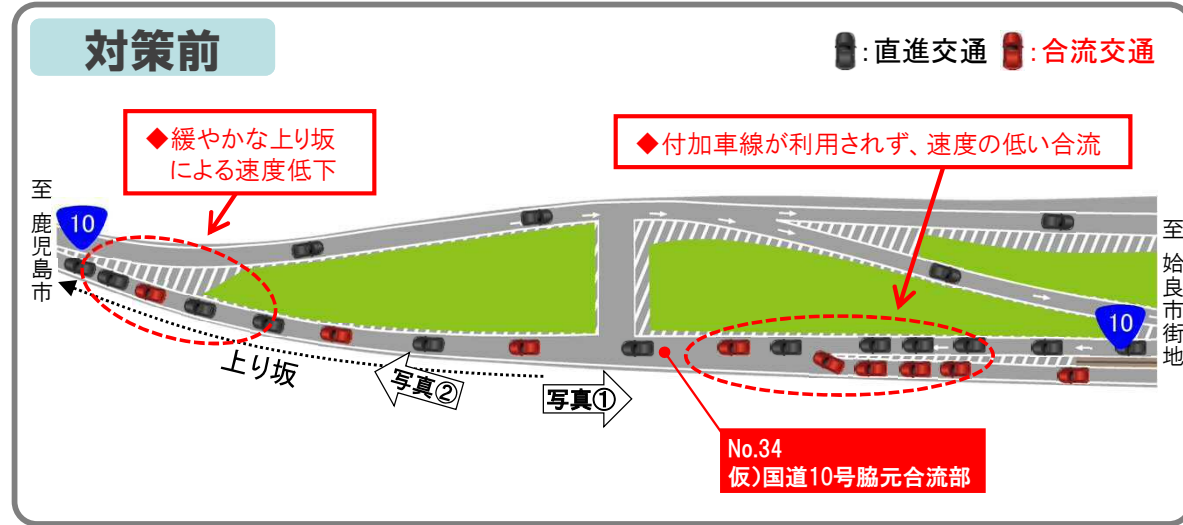 対策前
:直進交通
:合流交通
◆緩やかな上り坂
による速度低下
◆付加車線が利用されず、速度の低い合流
至 鹿児島市
10
至 姶良市街地
10
上り坂
写真②
写真①
No.34
仮)国道10号脇元合流部